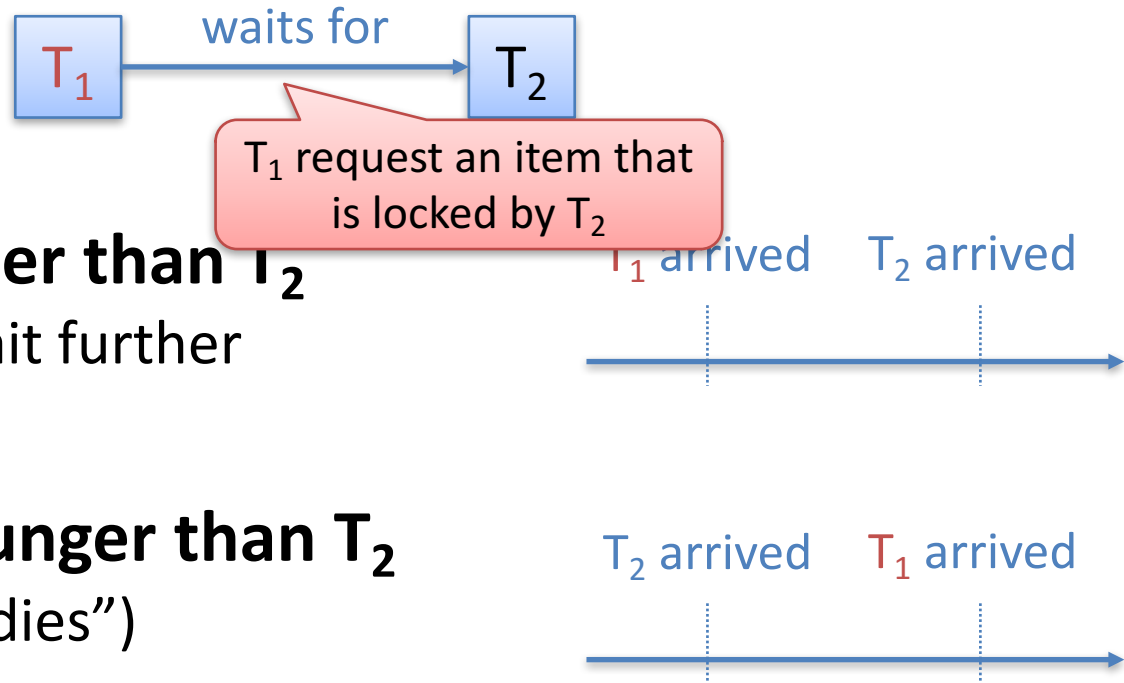 waits for
T₁
T₂
T₁ request an item that
is locked by T₂
er than T₂
T₁ arrived
T₂ arrived
it further
unger than T₂
T₂ arrived
T₁ arrived
dies”)